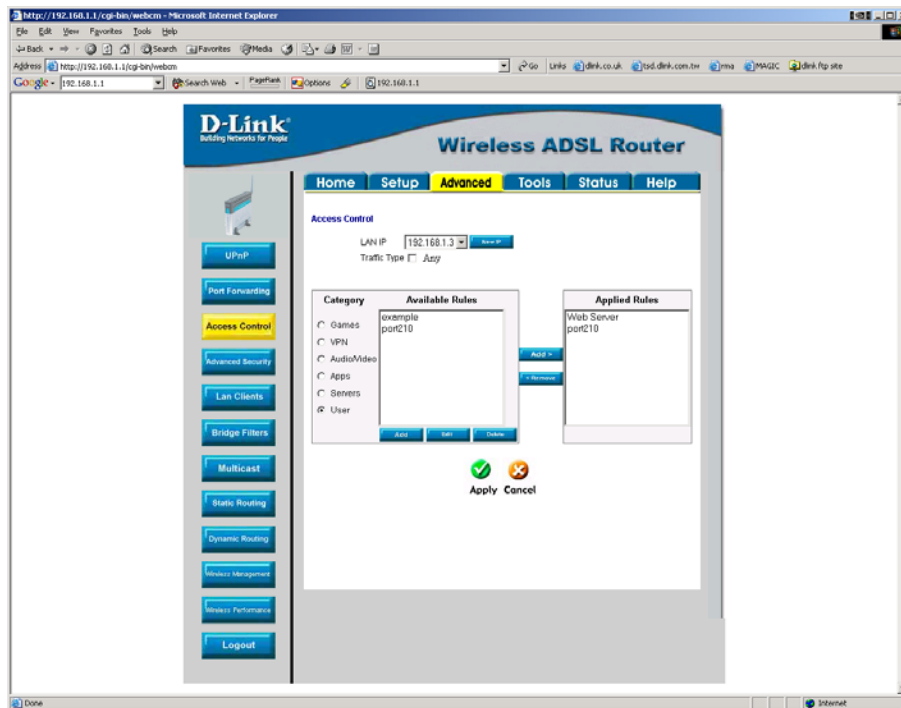 http://192.168.1.1/cgi-bin/webcm - Microsoft Internet Explorer
File Edit View Favorites Tools Help
Back Search Favorites Media
Address http://192.168.1.1/cgi-bin/webcm Go Links dlink.co.uk tsd.dlink.com.tw rma MAGIC dlink ftp site
Google 192.168.1.1 Search Web PageRank Options 192.168.1.1
D-Link
Building Networks for People
Wireless ADSL Router
Home Setup Advanced Tools Status Help
Access Control
LAN IP 192.168.1.3 New IP
Traffic Type Any
UPnP
Port Forwarding
Access Control
Advanced Security
Lan Clients
Bridge Filters
Multicast
Static Routing
Dynamic Routing
Wireless Management
Wireless Performance
Logout
Category Available Rules Applied Rules
Games
VPN
Audio/Video
Apps
Servers
User
example
port210
Add Edit Delete
Add >
< Remove
Web Server
port210
Apply Cancel
Done Internet